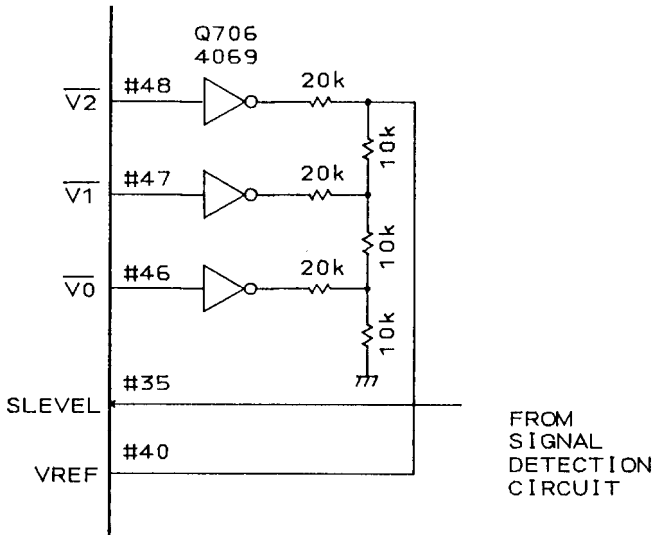 Q706
4069
V2
#48
20k
10k
V1
#47
20k
10k
V0
#46
20k
10k
#35
SLEVEL
#40
VREF
FROM
SIGNAL
DETECTION
CIRCUIT